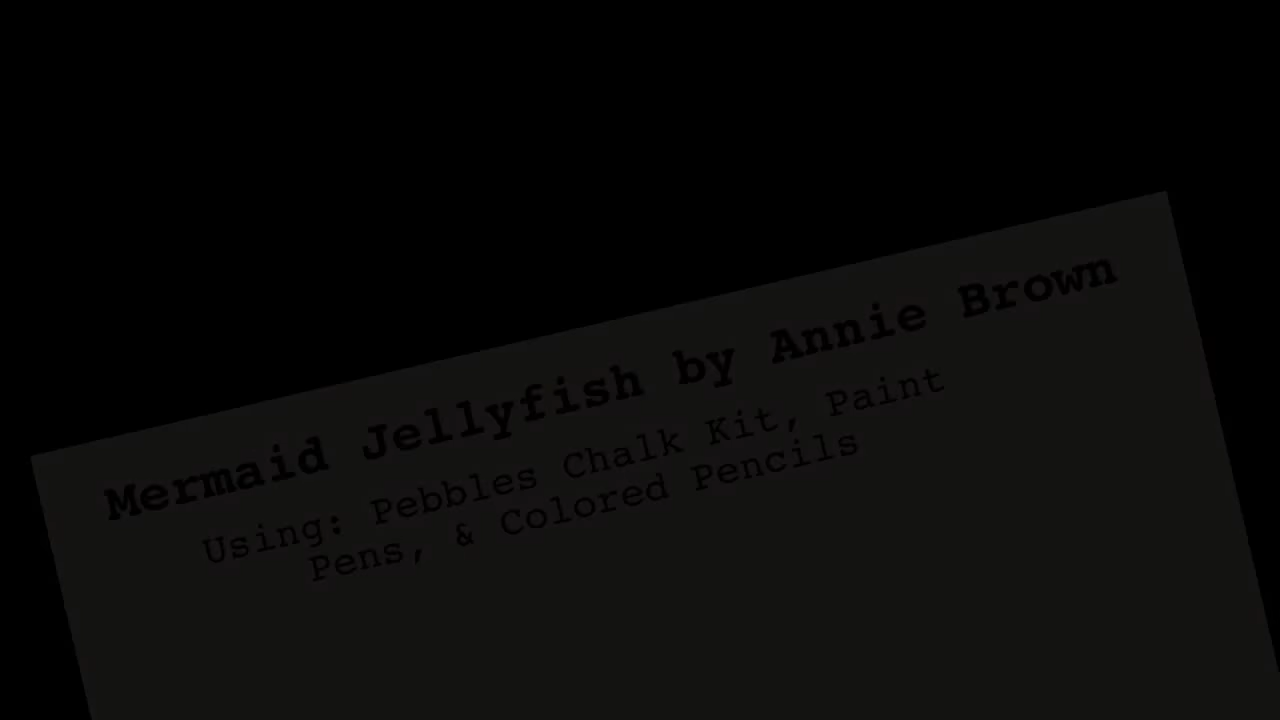 Mermaid Jellyfish by Annie Brown
Using: Pebbles Chalk Kit, Paint
Pens, & Colored Pencils